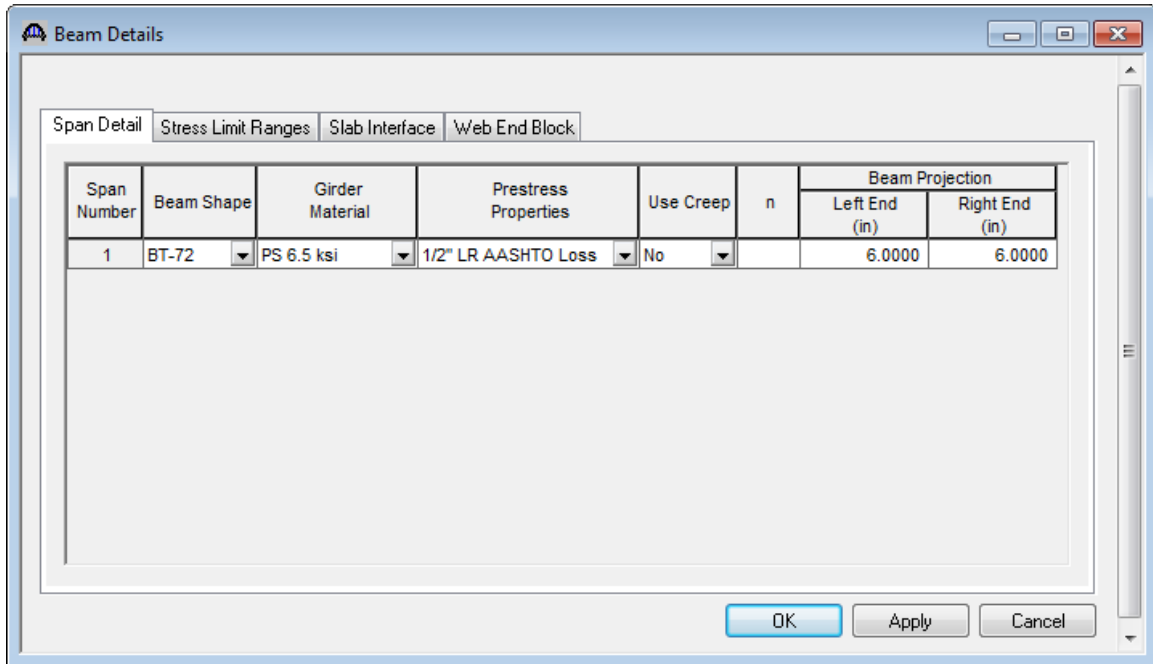 Beam Details
Span Detail Stress Limit Ranges Slab Interface Web End Block
Span Number Beam Shape Girder Material Prestress Properties Use Creep n Beam Projection
Left End (in) Right End (in)
1 BT-72 PS 6.5 ksi 1/2" LR AASHTO Loss No 6.0000 6.0000
OK Apply Cancel